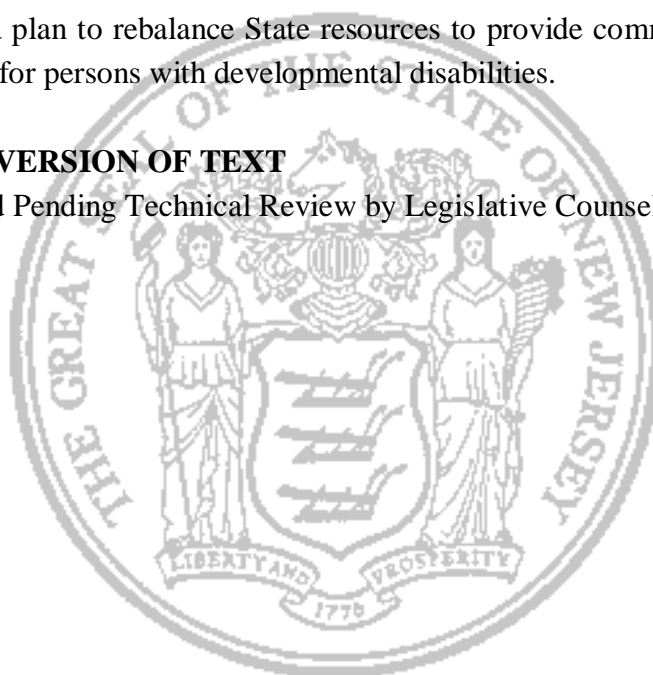 plan to rebalance State resources to provide com
for persons with developmental disabilities.
VERSION OF TEXT
Pending Technical Review by Legislative Counsel
THE GREAT SEAL OF THE STATE OF NEW JERSEY
LIBERTY AND PROSPERITY
1776